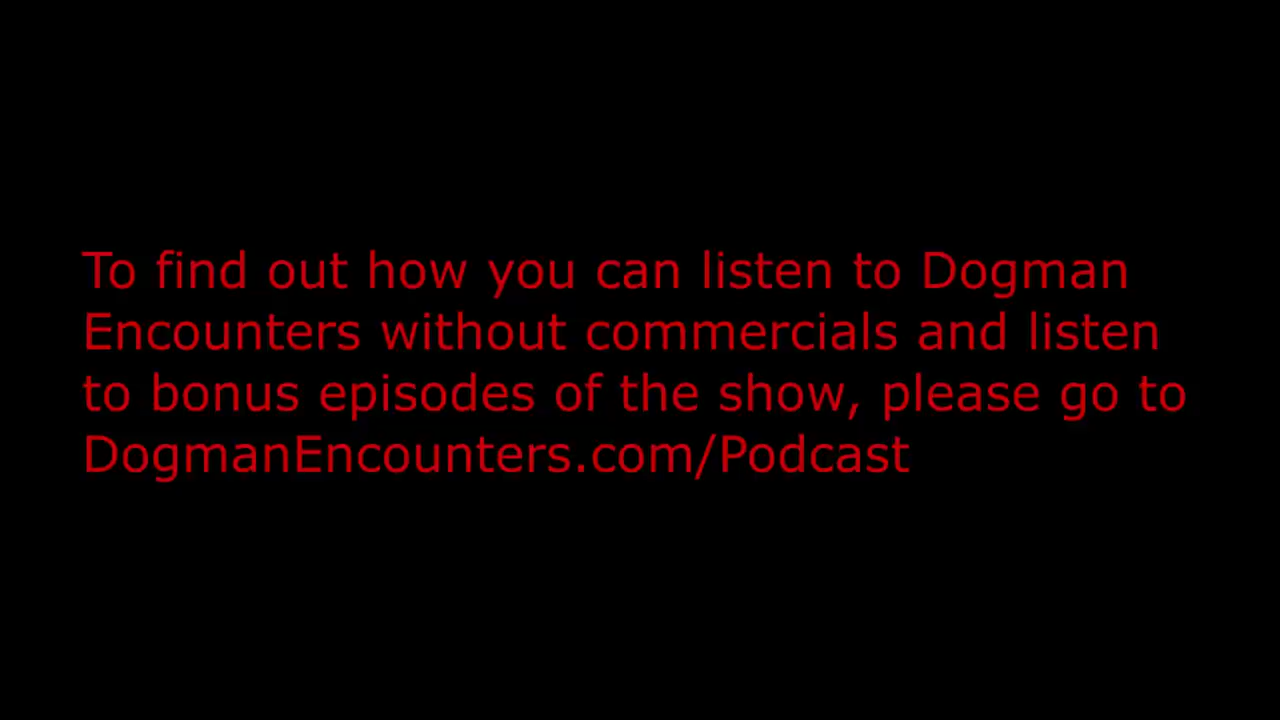 To find out how you can listen to Dogman
Encounters without commercials and listen
to bonus episodes of the show, please go to
DogmanEncounters.com/Podcast